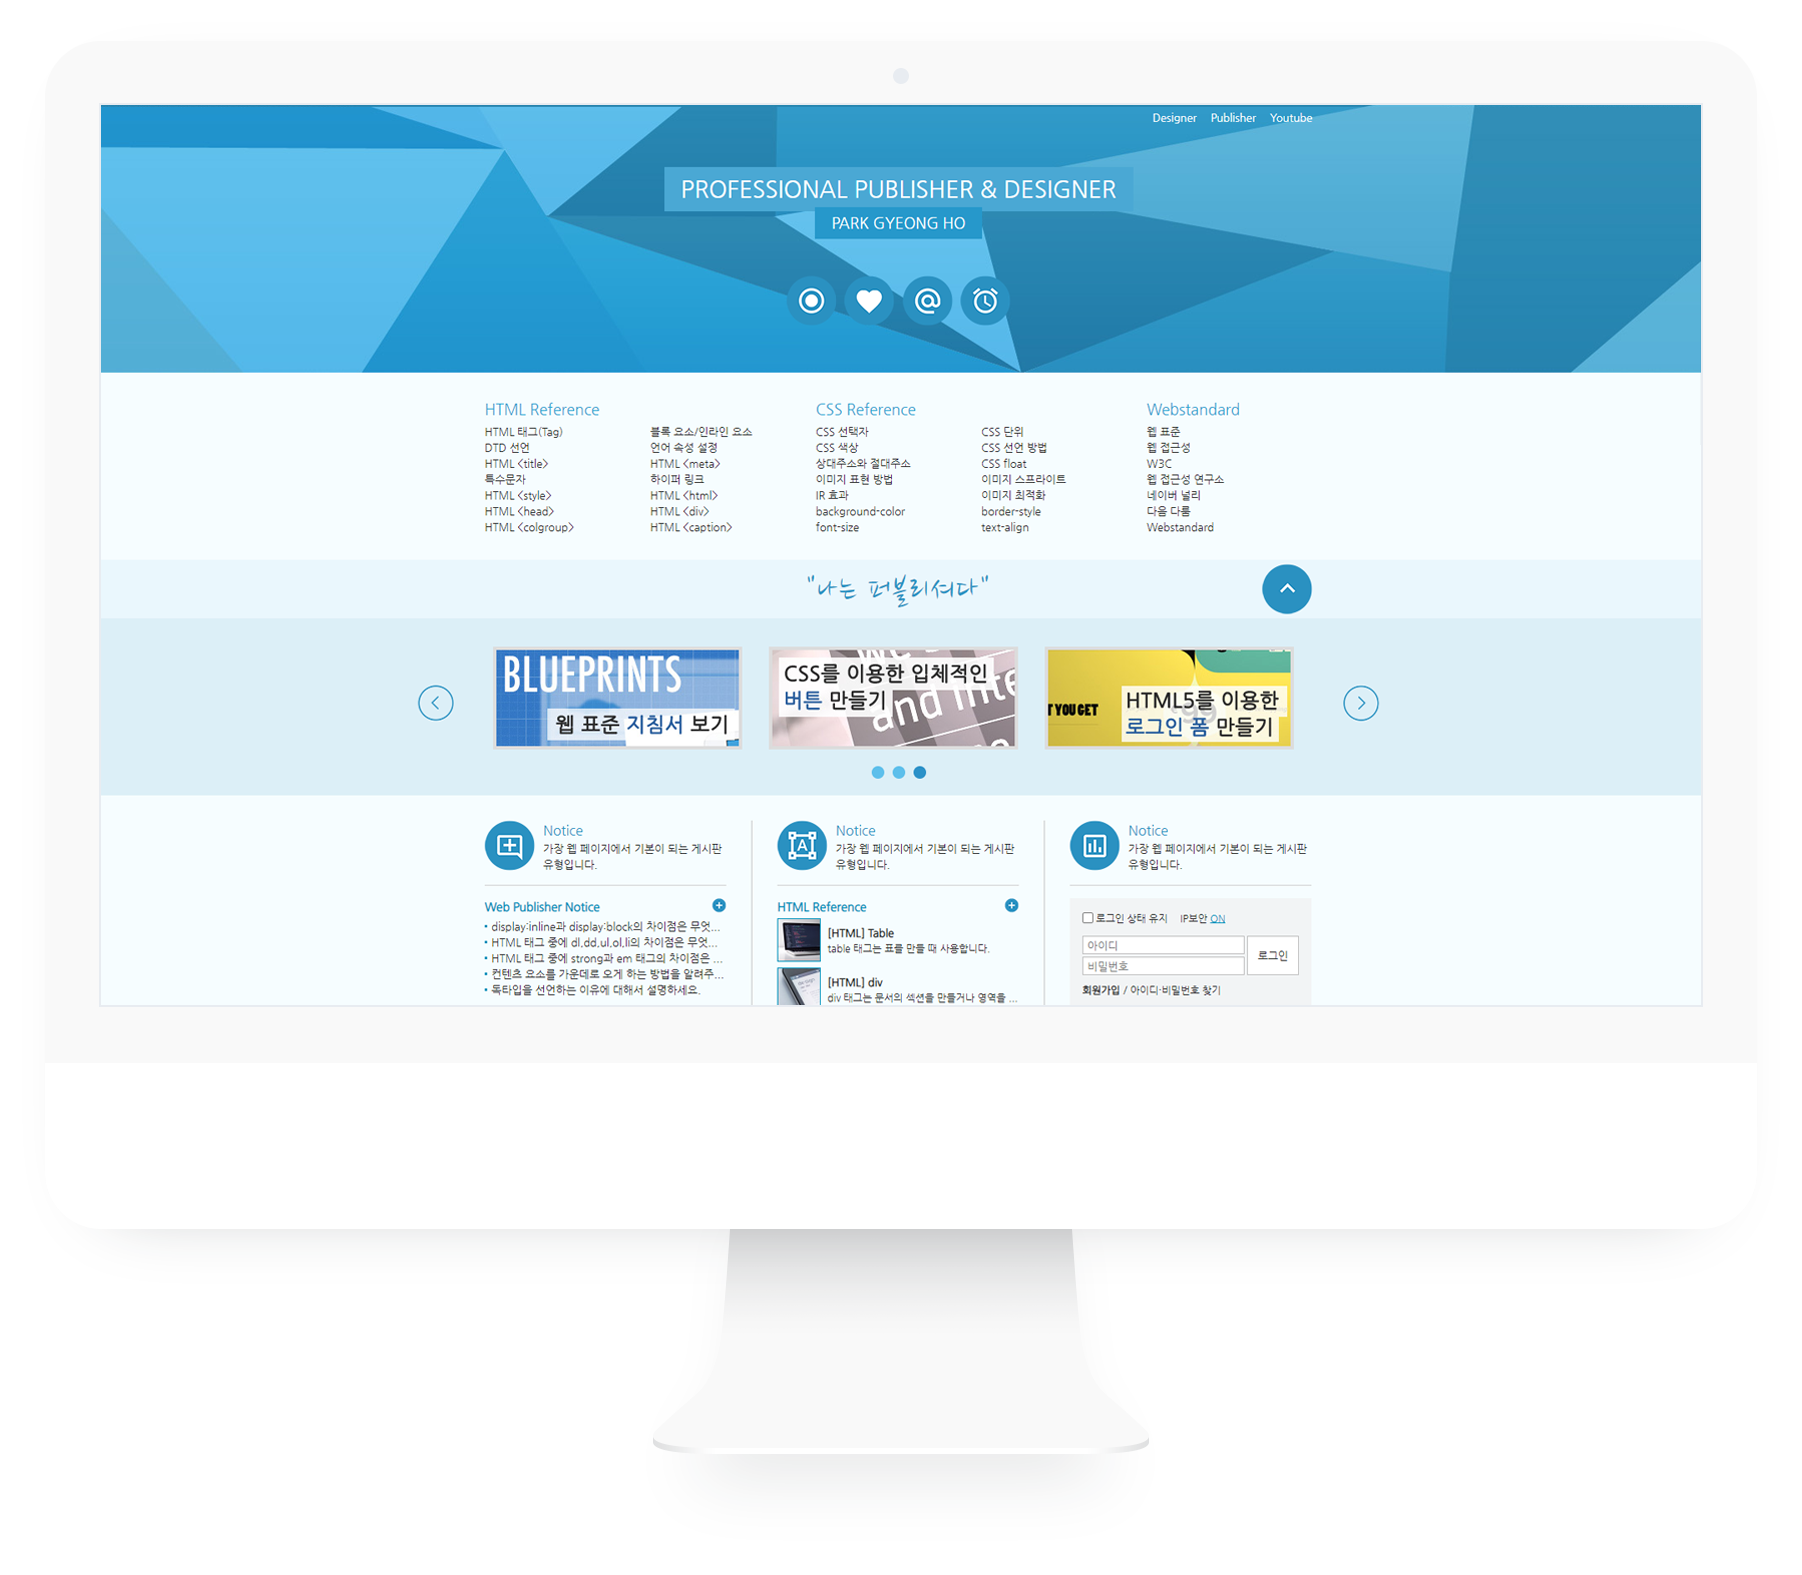 Designer Publisher Youtube
PROFESSIONAL PUBLISHER & DESIGNER
PARK GYEONG HO
HTML Reference
HTML 태그(Tag)
DTD 선언
HTML <title>
특수문자
HTML <style>
HTML <head>
HTML <colgroup>
블록 요소/인라인 요소
언어 속성 설정
HTML <meta>
하이퍼 링크
HTML <html>
HTML <div>
HTML <caption>
CSS Reference
CSS 선택자
CSS 색상
상대주소와 절대주소
이미지 표현 방법
IR 효과
background-color
font-size
CSS 단위
CSS 선언 방법
CSS float
이미지 스프라이트
이미지 최적화
border-style
text-align
Webstandard
웹 표준
웹 접근성
W3C
웹 접근성 연구소
네이버 널리
다음 다룸
Webstandard
"나는 퍼블리셔다"
BLUEPRINTS
웹 표준 지침서 보기
CSS를 이용한 입체적인
버튼 만들기
and inte
T YOU GET
HTML5를 이용한
로그인 폼 만들기
Notice
가장 웹 페이지에서 기본이 되는 게시판
유형입니다.
Web Publisher Notice
• display:inline과 display:block의 차이점은 무엇...
• HTML 태그 중에 dl,dd,ul,ol,li의 차이점은 무엇...
• HTML 태그 중에 strong과 em 태그의 차이점은 ...
• 컨텐츠 요소를 가운데로 오게 하는 방법을 알려주...
• 독타입을 선언하는 이유에 대해서 설명하세요.
Notice
가장 웹 페이지에서 기본이 되는 게시판
유형입니다.
HTML Reference
[HTML] Table
table 태그는 표를 만들 때 사용합니다.
[HTML] div
div 태그는 문서의 섹션을 만들거나 영역을 ...
Notice
가장 웹 페이지에서 기본이 되는 게시판
유형입니다.
로그인 상태 유지 IP보안 ON
아이디
비밀번호
로그인
회원가입 / 아이디·비밀번호 찾기